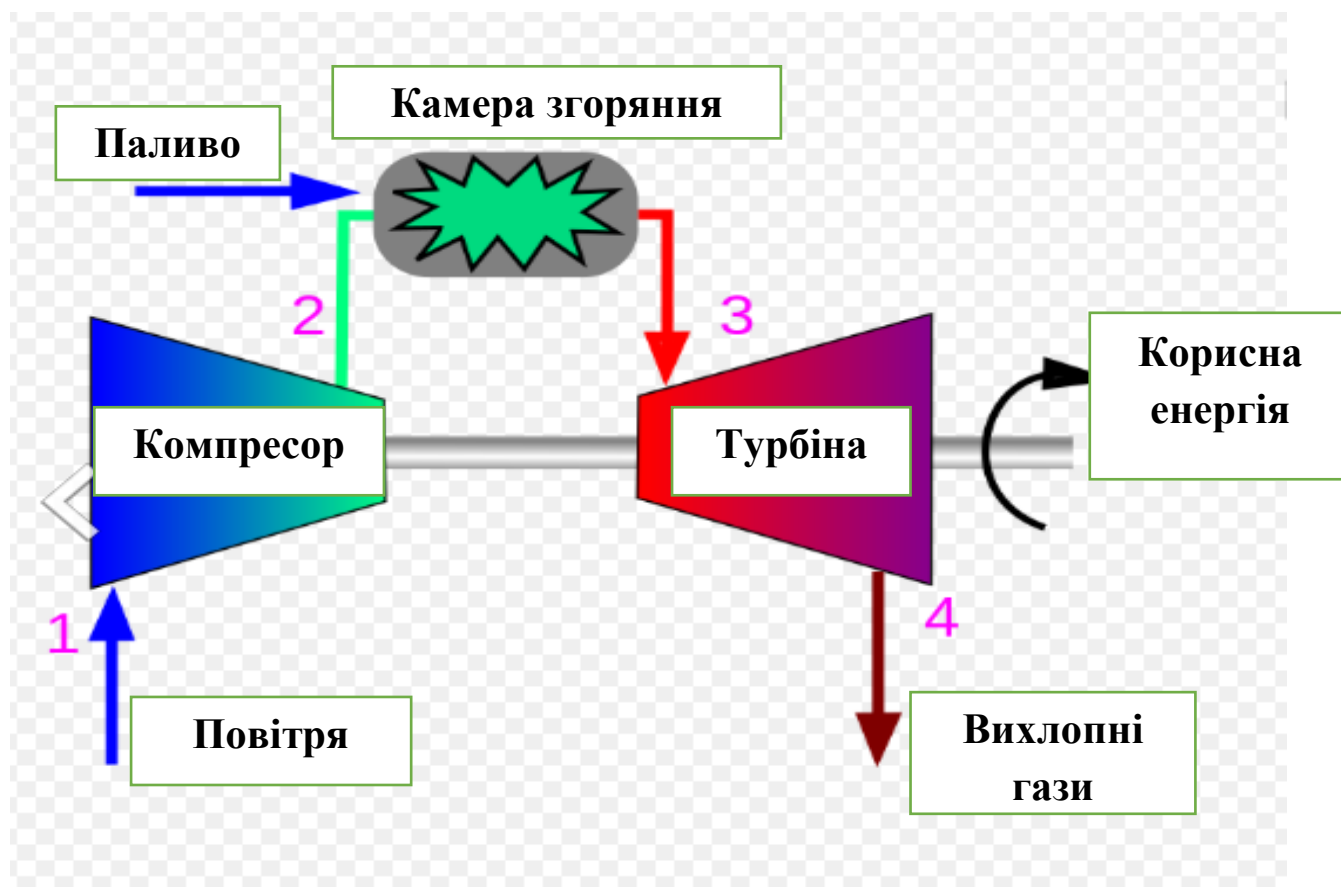 Камера згоряння
Паливо
2
3
Корисна
енергія
Компресор
Турбіна
1
4
Повітря
Вихлопні
гази